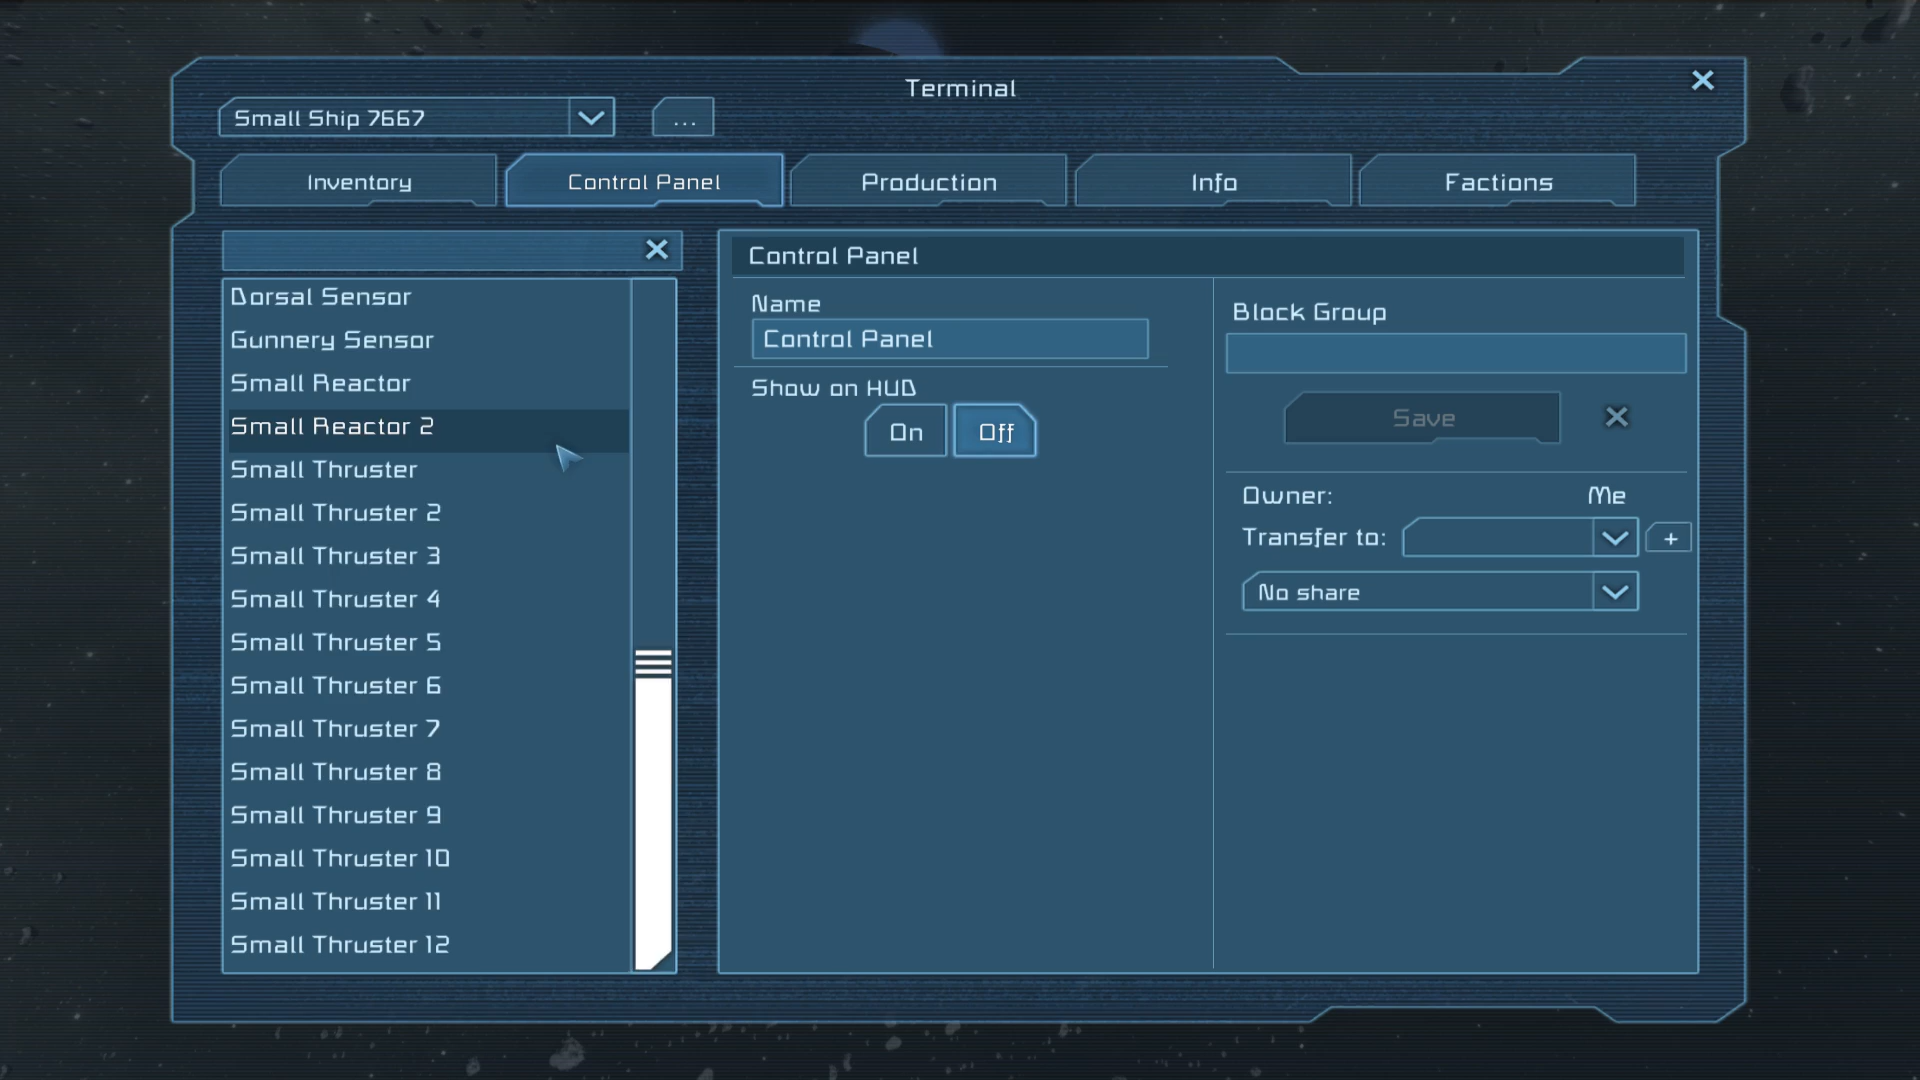 Terminal
Small Ship 7667
...
Inventory
Control Panel
Production
Info
Factions
Dorsal Sensor
Gunnery Sensor
Small Reactor
Small Reactor 2
Small Thruster
Small Thruster 2
Small Thruster 3
Small Thruster 4
Small Thruster 5
Small Thruster 6
Small Thruster 7
Small Thruster 8
Small Thruster 9
Small Thruster 10
Small Thruster 11
Small Thruster 12
Control Panel
Name
Control Panel
Show on HUD
On
Off
Block Group
Save
Owner: Me
Transfer to:
+
No share